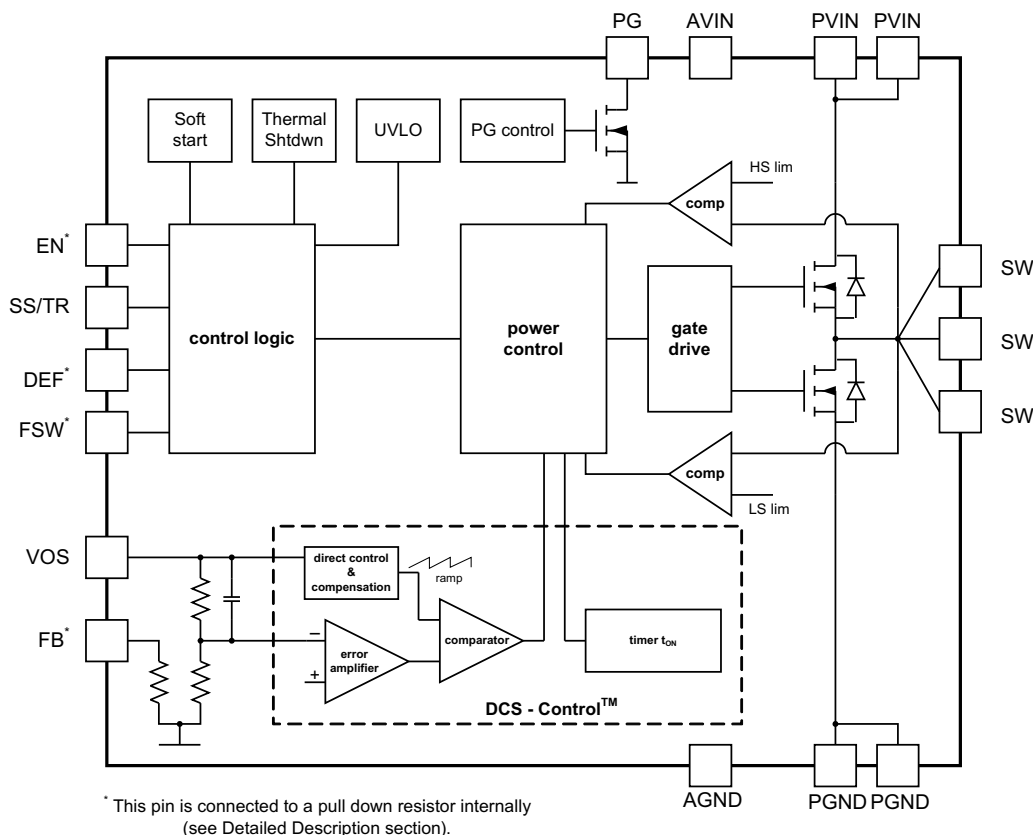 PG AVIN PVIN PVIN
Soft
start
Thermal
Shtdwn
UVLO
PG control
HS lim
comp
EN*
SS/TR
DEF*
FSW*
control logic
power
control
gate
drive
SW
SW
SW
comp
LS lim
VOS
FB*
direct control
&
compensation
ramp
error
amplifier
comparator
timer tON
DCS - Control™
AGND PGND PGND
* This pin is connected to a pull down resistor internally
(see Detailed Description section).